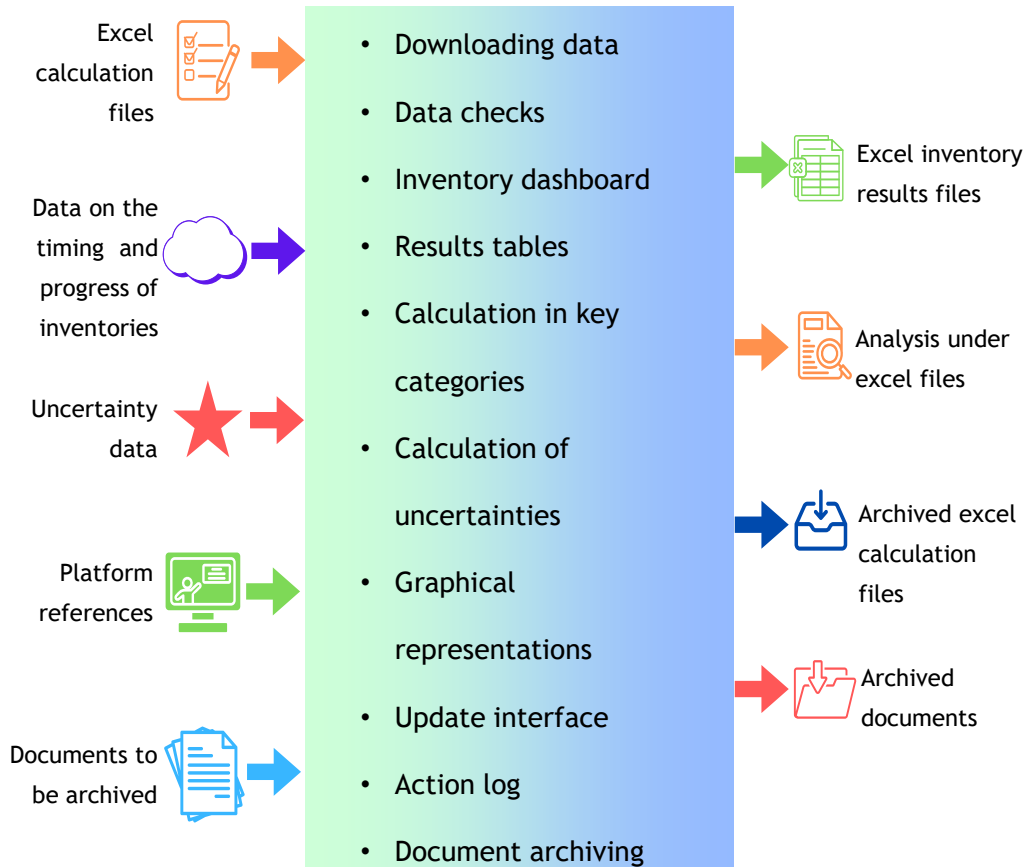 Excel
calculation
files
Data on the
timing and
progress of
inventories
Uncertainty
data
Platform
references
Documents to
be archived
• Downloading data
• Data checks
• Inventory dashboard
• Results tables
• Calculation in key
categories
• Calculation of
uncertainties
• Graphical
representations
• Update interface
• Action log
• Document archiving
Excel inventory
results files
Analysis under
excel files
Archived excel
calculation
files
Archived
documents